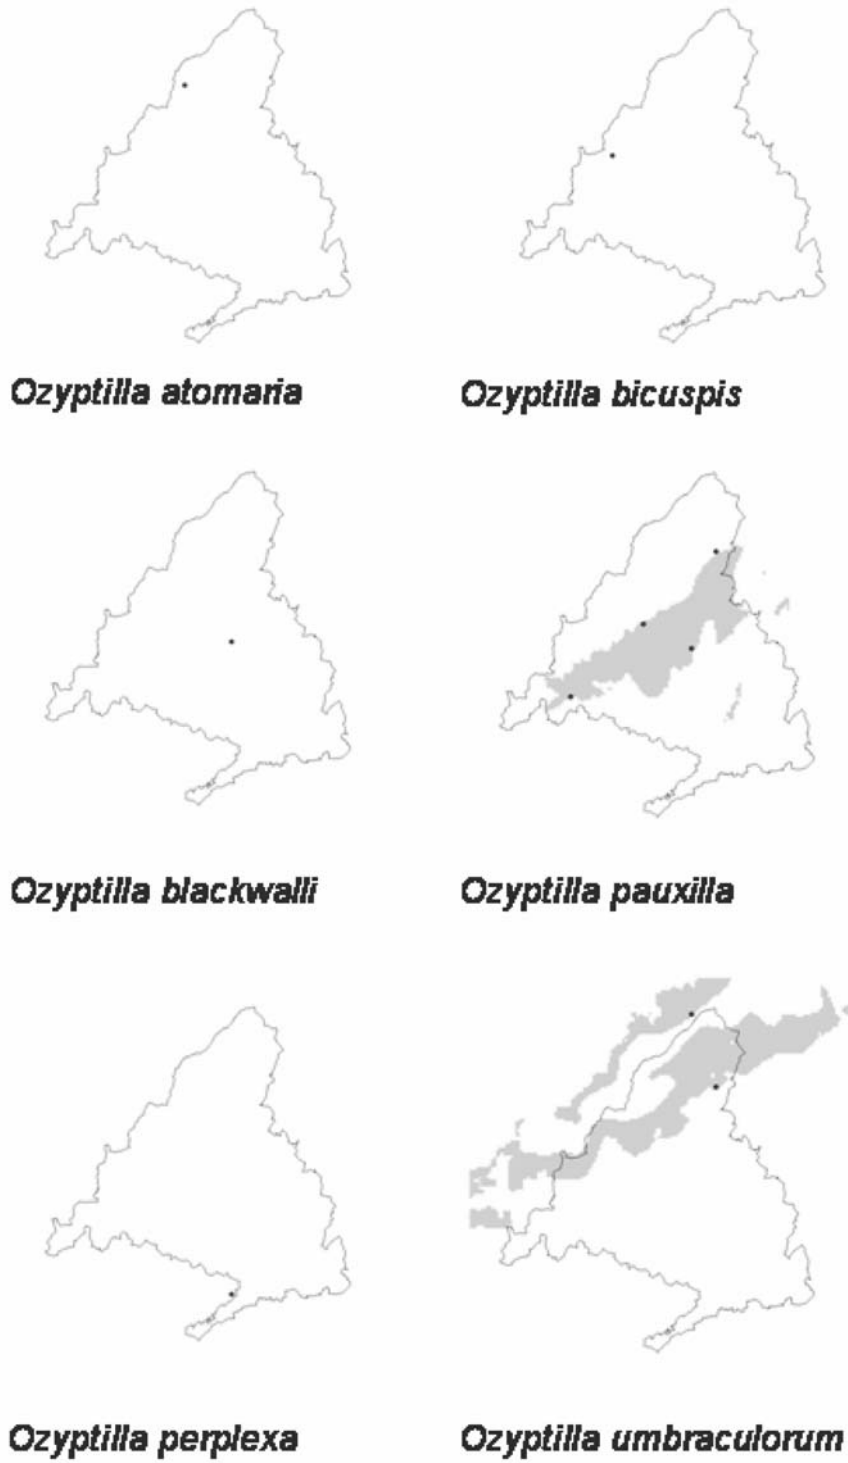 Ozyptilla atomaria
Ozyptilla bicuspis
Ozyptilla blackwalli
Ozyptilla pauxilla
Ozyptilla perplexa
Ozyptilla umbraculorum